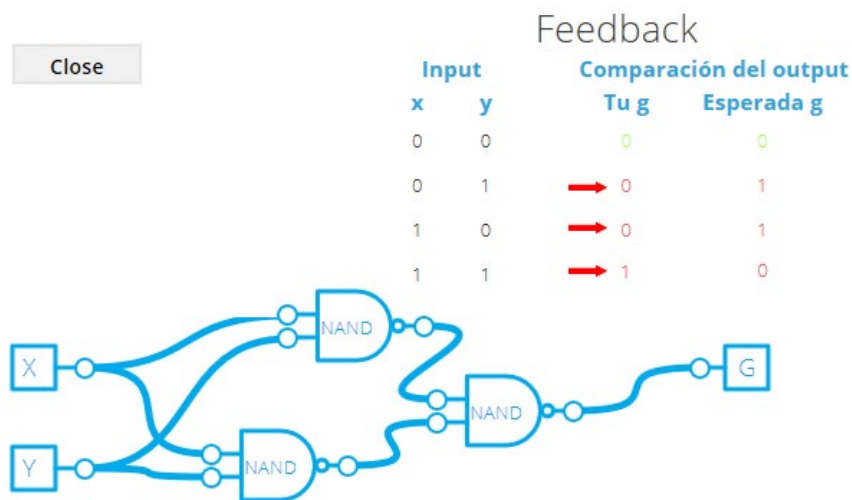 Feedback
Close
Input Comparación del output
x y Tu g Esperada g
0 0 0 0
0 1 0 1
1 0 0 1
1 1 1 0
NAND
X
G
NAND
Y
NAND